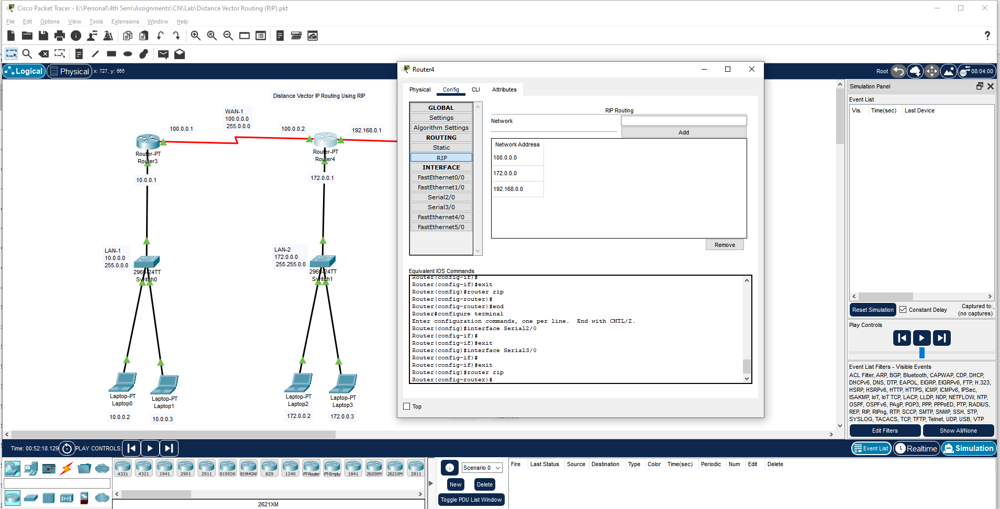 Cisco Packet Tracer - E:\Personal\4th Sem\Assignments\CN\Lab\Distance Vector Routing (RIP).pkt
File Edit Options View Tools Extensions Window Help
Logical Physical x: 727, y: 665
Root 08:04:00
Distance Vector IP Routing Using RIP
WAN-1
100.0.0.0
255.0.0.0
100.0.0.1
100.0.0.2
192.168.0.1
Router-PT
Router3
Router-PT
Router4
10.0.0.1
172.0.0.1
LAN-1
10.0.0.0
255.0.0.0
2960-24TT
Switch0
LAN-2
172.0.0.0
255.255.0.0
2960-24TT
Switch1
Laptop-PT
Laptop0
Laptop-PT
Laptop1
Laptop-PT
Laptop2
Laptop-PT
Laptop3
10.0.0.2
10.0.0.3
172.0.0.2
172.0.0.3
Router4
Physical Config CLI Attributes
GLOBAL
Settings
Algorithm Settings
ROUTING
Static
RIP
INTERFACE
FastEthernet0/0
FastEthernet1/0
Serial2/0
Serial3/0
FastEthernet4/0
FastEthernet5/0
RIP Routing
Network
Add
Network Address
100.0.0.0
172.0.0.0
192.168.0.0
Remove
Equivalent IOS Commands
Router(config-if)#
Router(config-if)#exit
Router(config)#router rip
Router(config-router)#
Router(config-router)#end
Router#configure terminal
Enter configuration commands, one per line. End with CNTL/Z.
Router(config)#interface Serial2/0
Router(config-if)#
Router(config-if)#exit
Router(config)#interface Serial3/0
Router(config-if)#
Router(config-if)#exit
Router(config)#router rip
Router(config-router)#
Top
Simulation Panel
Event List
Vis. Time(sec) Last Device
Reset Simulation Constant Delay
Captured to:
(no captures)
Play Controls
Event List Filters - Visible Events
ACL Filter, ARP, BGP, Bluetooth, CAPWAP, CDP, DHCP,
DHCPv6, DNS, DTP, EAPOL, EIGRP, EIGRPv6, FTP, H.323,
HSRP, HSRPv6, HTTP, HTTPS, ICMP, ICMPv6, IPSec,
ISAKMP, IoT, IoT TCP, LACP, LLDP, NDP, NETFLOW, NTP,
OSPF, OSPFv6, PAgP, POP3, PPP, PPPoED, PTP, RADIUS,
REP, RIP, RIPng, RTP, SCCP, SMTP, SNMP, SSH, STP,
SYSLOG, TACACS, TCP, TFTP, Telnet, UDP, USB, VTP
Edit Filters Show All/None
Time: 00:52:18.129 PLAY CONTROLS:
Event List Realtime Simulation
4331 4321 1941 2901 2911 819IOX 819HGW 829 1240 PT-Router PT-Empty 1841 2620XM 2621XM 2811
2621XM
Scenario 0
New Delete
Toggle PDU List Window
Fire Last Status Source Destination Type Color Time(sec) Periodic Num Edit Delete